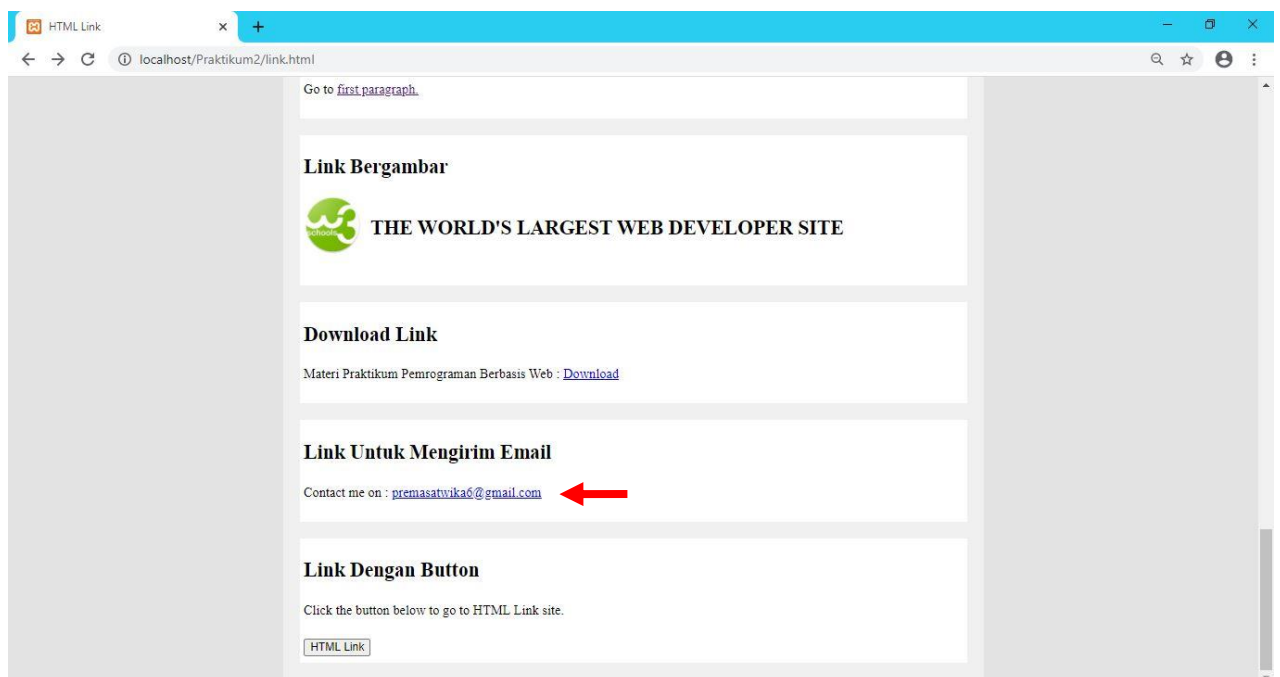 HTML Link
localhost/Praktikum2/link.html
Go to first paragraph.
Link Bergambar
w3
schools
THE WORLD'S LARGEST WEB DEVELOPER SITE
Download Link
Materi Praktikum Pemrograman Berbasis Web : Download
Link Untuk Mengirim Email
Contact me on : premasatwika6@gmail.com
Link Dengan Button
Click the button below to go to HTML Link site.
HTML Link